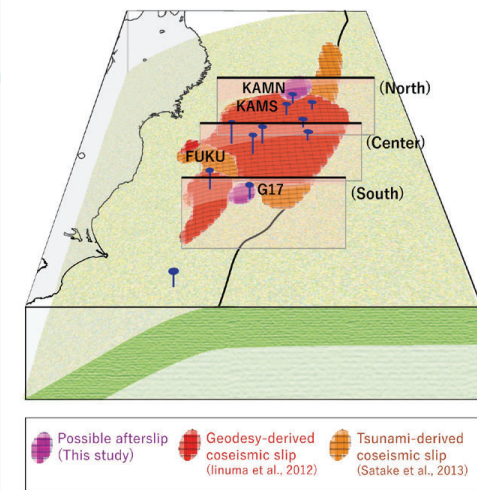 KAMN
(North)
KAMS
(Center)
FUKU
G17
(South)
Possible afterslip
(This study)
Geodesy-derived
coseismic slip
(Iinuma et al., 2012)
Tsunami-derived
coseismic slip
(Satake et al., 2013)